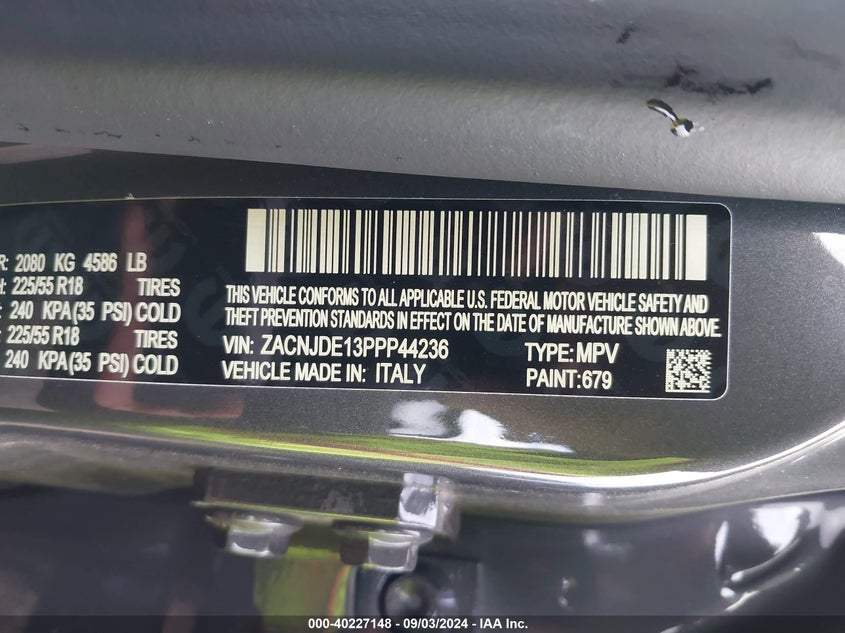 R: 2080 KG 4586 LB
H: 225/55 R18 TIRES
: 240 KPA(35 PSI) COLD
: 225/55 R18 TIRES
240 KPA(35 PSI) COLD
THIS VEHICLE CONFORMS TO ALL APPLICABLE U.S. FEDERAL MOTOR VEHICLE SAFETY AND
THEFT PREVENTION STANDARDS IN EFFECT ON THE DATE OF MANUFACTURE SHOWN ABOVE.
VIN: ZACNJDE13PPP44236 TYPE: MPV
VEHICLE MADE IN: ITALY PAINT:679
000-40227148 - 09/03/2024 - IAA Inc.